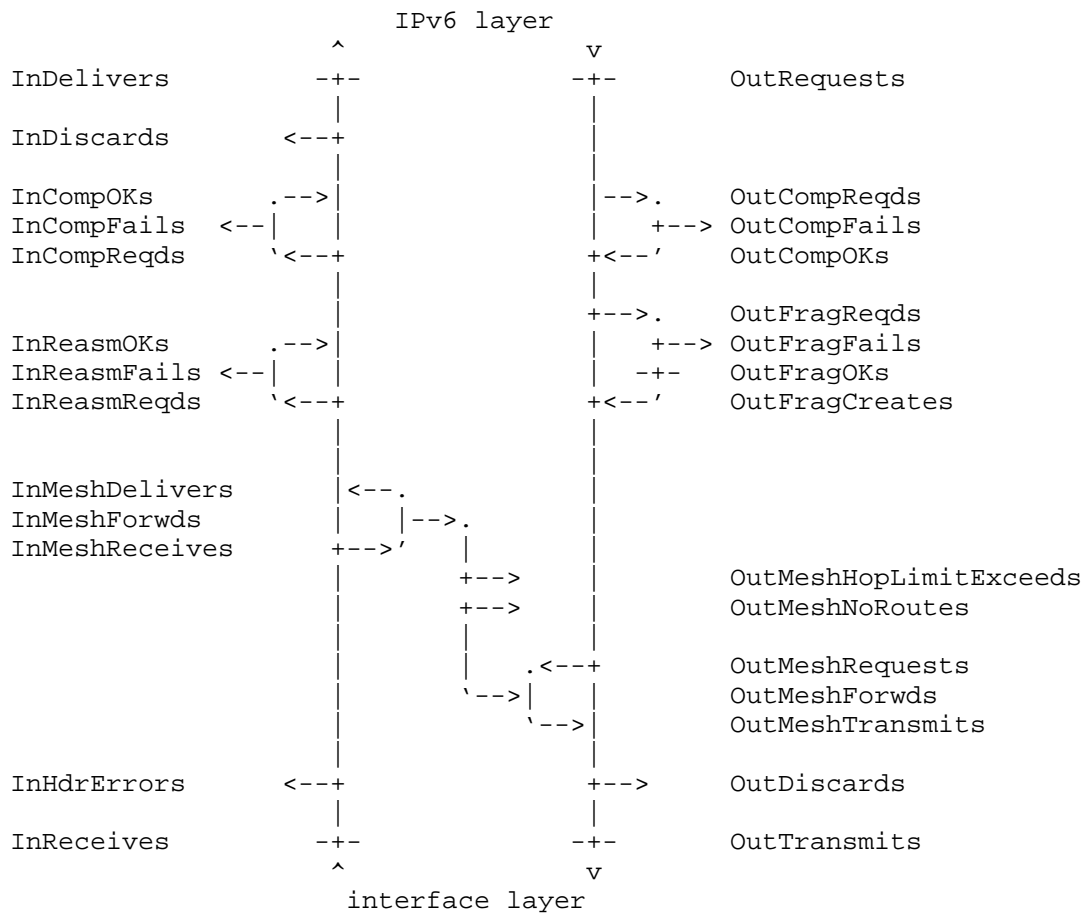 IPv6 layer
InDelivers OutRequests
InDiscards
InCompOKs OutCompReqds
InCompFails OutCompFails
InCompReqds OutCompOKs
OutFragReqds
InReasmOKs OutFragFails
InReasmFails OutFragOKs
InReasmReqds OutFragCreates
InMeshDelivers
InMeshForwds
InMeshReceives
OutMeshHopLimitExceeds
OutMeshNoRoutes
OutMeshRequests
OutMeshForwds
OutMeshTransmits
InHdrErrors OutDiscards
InReceives OutTransmits
interface layer